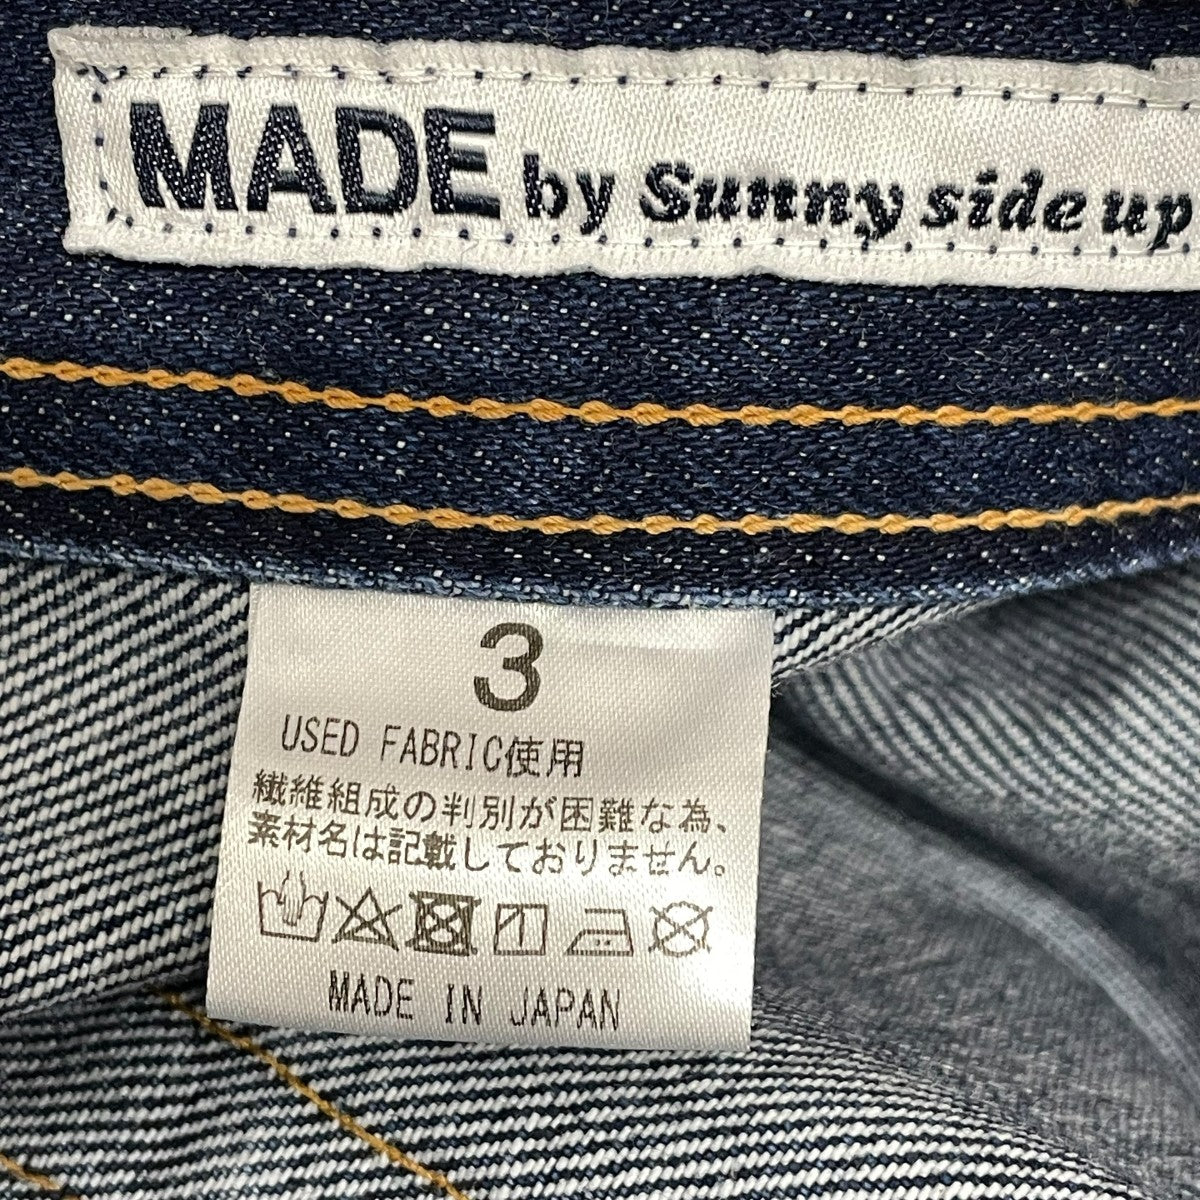 MADE by Sunny side up
3
USED FABRIC使用
繊維組成の判別が困難な為、
素材名は記載しておりません。
MADE IN JAPAN